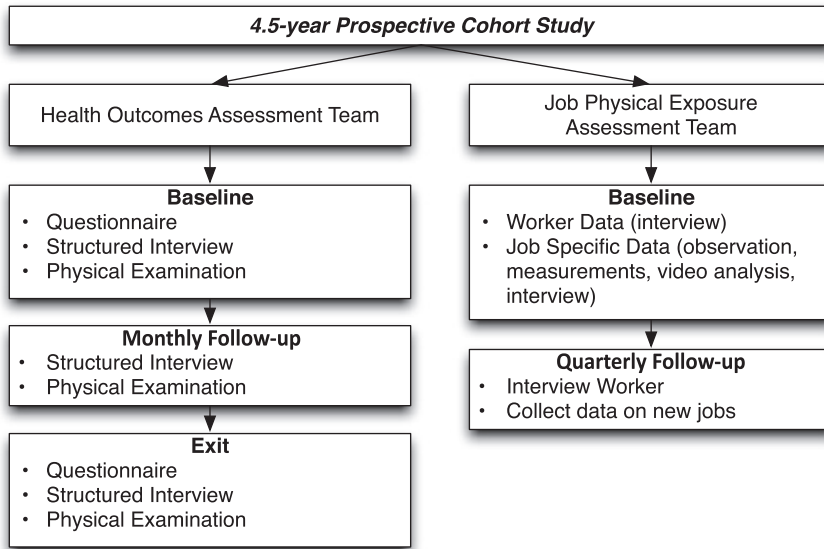 4.5-year Prospective Cohort Study
Health Outcomes Assessment Team
Baseline
• Questionnaire
• Structured Interview
• Physical Examination
Monthly Follow-up
• Structured Interview
• Physical Examination
Exit
• Questionnaire
• Structured Interview
• Physical Examination
Job Physical Exposure
Assessment Team
Baseline
• Worker Data (interview)
• Job Specific Data (observation,
measurements, video analysis,
interview)
Quarterly Follow-up
• Interview Worker
• Collect data on new jobs